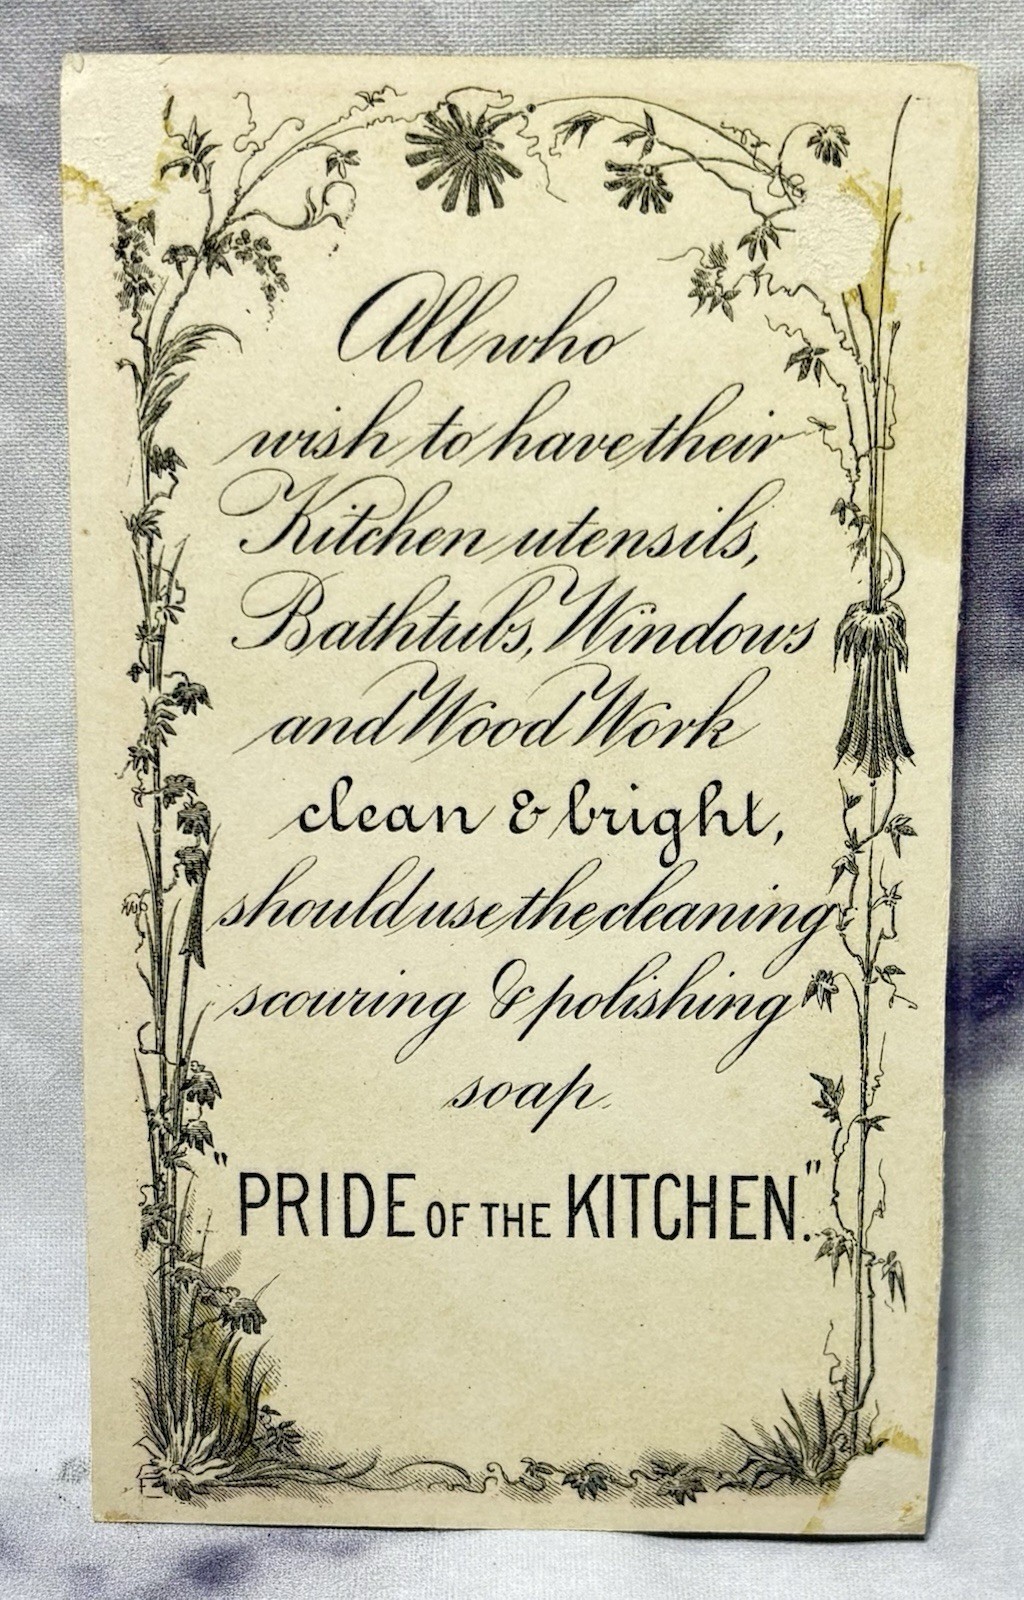 All who
wish to have their
Kitchen utensils,
Bathtubs, Windows
and Wood Work
clean & bright,
should use the cleaning
scouring & polishing
soap.
"PRIDE OF THE KITCHEN."